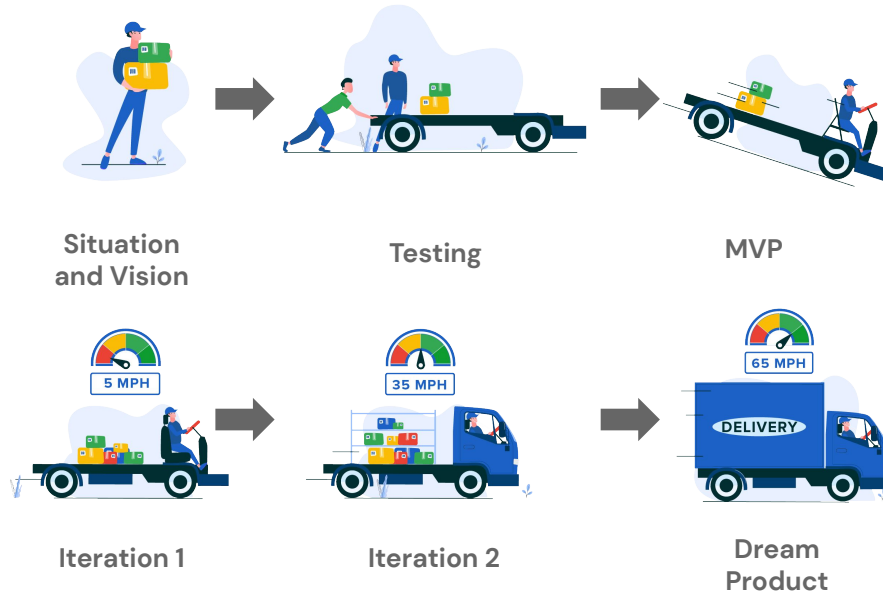 Situation
and Vision
Testing
MVP
5 MPH
35 MPH
65 MPH
DELIVERY
Iteration 1
Iteration 2
Dream
Product